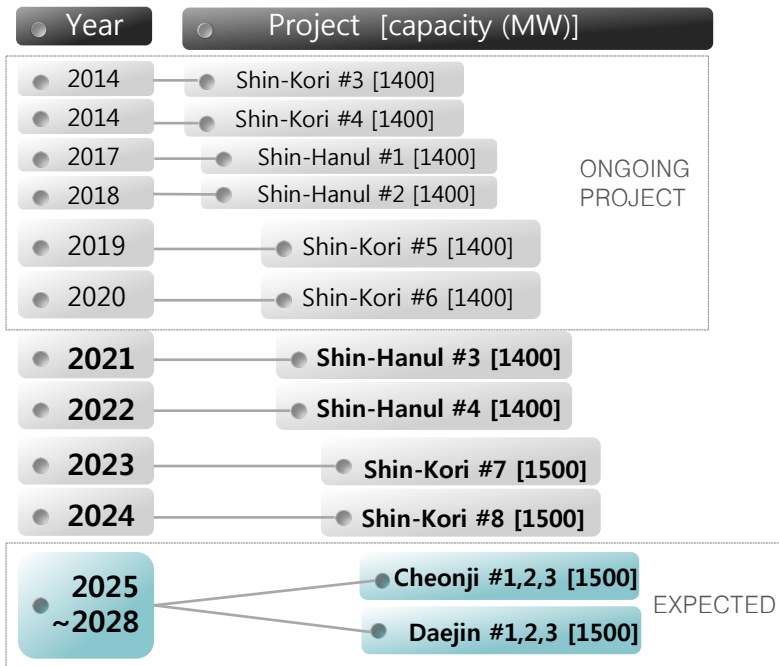 Year Project [capacity (MW)]
2014 Shin-Kori #3 [1400]
2014 Shin-Kori #4 [1400]
2017 Shin-Hanul #1 [1400]
2018 Shin-Hanul #2 [1400]
ONGOING
PROJECT
2019 Shin-Kori #5 [1400]
2020 Shin-Kori #6 [1400]
2021 Shin-Hanul #3 [1400]
2022 Shin-Hanul #4 [1400]
2023 Shin-Kori #7 [1500]
2024 Shin-Kori #8 [1500]
2025
~2028
Cheonji #1,2,3 [1500]
Daejin #1,2,3 [1500]
EXPECTED